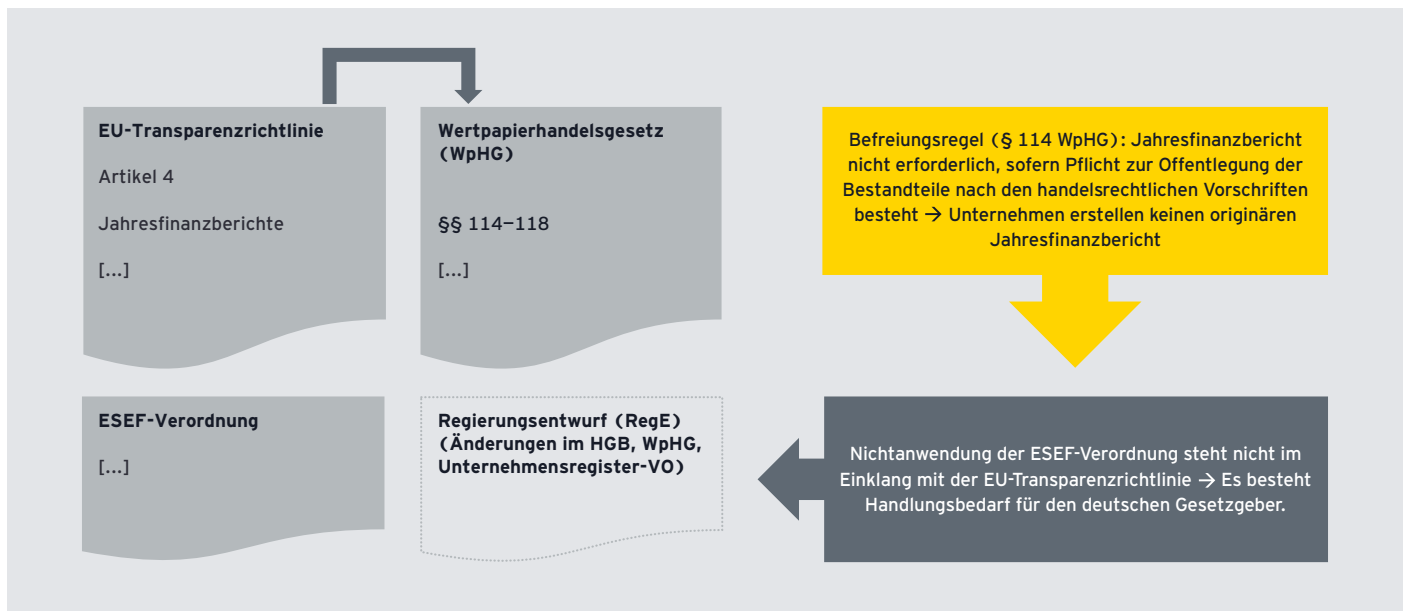 EU-Transparenzrichtlinie
Artikel 4
Jahresfinanzberichte
[...]
Wertpapierhandelsgesetz
(WpHG)
§§ 114–118
[...]
Befreiungsregel (§ 114 WpHG): Jahresfinanzbericht
nicht erforderlich, sofern Pflicht zur Offentlegung der
Bestandteile nach den handelsrechtlichen Vorschriften
besteht → Unternehmen erstellen keinen originären
Jahresfinanzbericht
ESEF-Verordnung
[...]
Regierungsentwurf (RegE)
(Änderungen im HGB, WpHG,
Unternehmensregister-VO)
Nichtanwendung der ESEF-Verordnung steht nicht im
Einklang mit der EU-Transparenzrichtlinie → Es besteht
Handlungsbedarf für den deutschen Gesetzgeber.